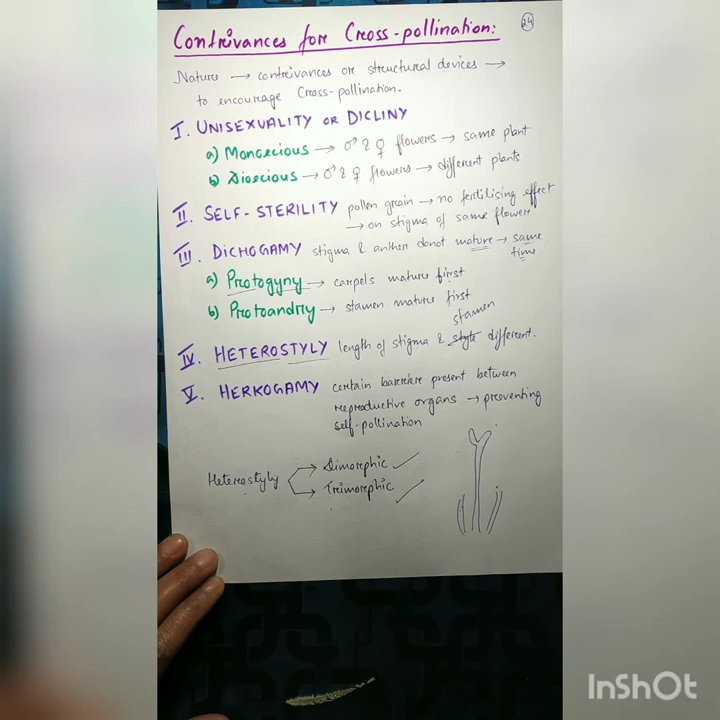 Contrivances for Cross-pollination:
24
Nature → contrivances or structural devices →
to encourage Cross-pollination.
I. UNISEXUALITY OR DICLINY
a) Monoecious → ♂ & ♀ flowers → same plant
b) Dioecious → ♂ & ♀ flowers → different plants
II. SELF-STERILITY pollen grain → no fertilising effect
→ on stigma of same flower
III. DICHOGAMY stigma & anther donot mature → same
time
a) Protogyny → carpels mature first
b) Protoandry → stamen mature first
stamen
IV. HETEROSTYLY length of stigma & style different.
V. HERKOGAMY certain barrier present between
reproductive organs → preventing
self-pollination
Heterostyly → Dimorphic ✓
→ Trimorphic ✓
InShOt